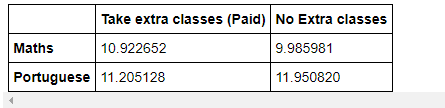 Take extra classes (Paid) No Extra classes
Maths 10.922652 9.985981
Portuguese 11.205128 11.950820